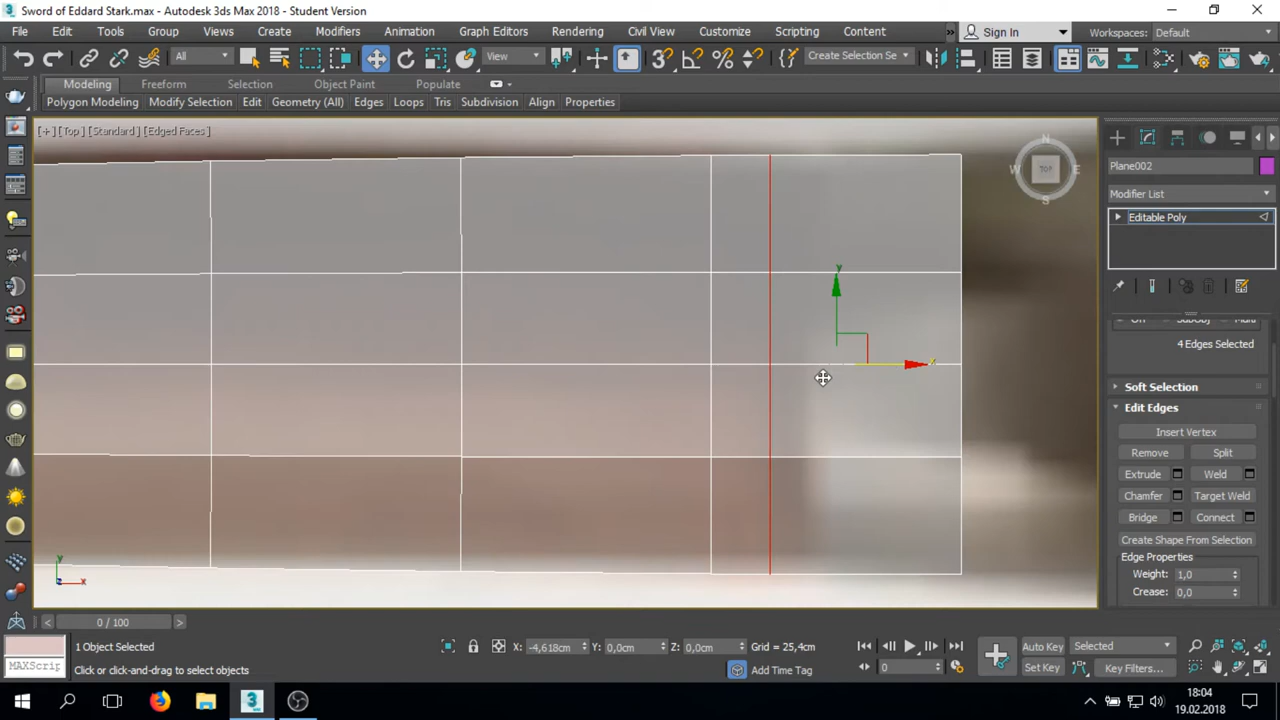 Sword of Eddard Stark.max - Autodesk 3ds Max 2018 - Student Version
File Edit Tools Group Views Create Modifiers Animation Graph Editors Rendering Civil View Customize Scripting Content Sign In Workspaces: Default
All View Create Selection Se
Modeling Freeform Selection Object Paint Populate
Polygon Modeling Modify Selection Edit Geometry (All) Edges Loops Tris Subdivision Align Properties
[+] [Top] [Standard] [Edged Faces]
N
W TOP E
S
Plane002
Modifier List
Editable Poly
4 Edges Selected
Soft Selection
Edit Edges
Insert Vertex
Remove Split
Extrude Weld
Chamfer Target Weld
Bridge Connect
Create Shape From Selection
Edge Properties
Weight: 1,0
Crease: 0,0
y
x
y
x
0 / 100
1 Object Selected
X: -4,618cm Y: 0,0cm Z: 0,0cm Grid = 25,4cm
Auto Key Selected
MAXScrip Click or click-and-drag to select objects
Add Time Tag
0
Set Key Key Filters...
18:04
19.02.2018